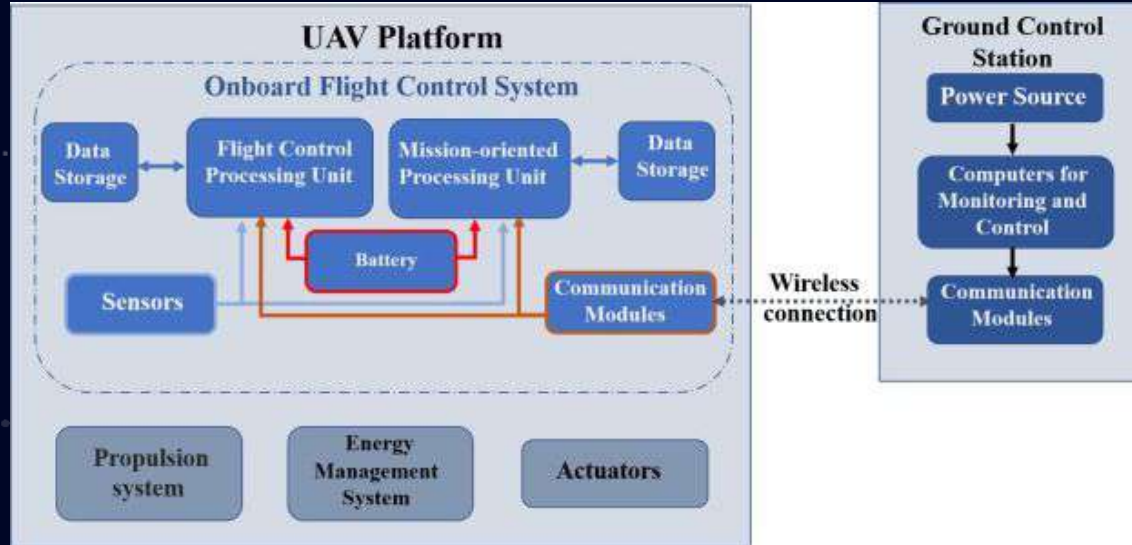 UAV Platform
Onboard Flight Control System
Data
Storage
Flight Control
Processing Unit
Mission-oriented
Processing Unit
Data
Storage
Battery
Sensors
Communication
Modules
Propulsion
system
Energy
Management
System
Actuators
Wireless
connection
Ground Control
Station
Power Source
Computers for
Monitoring and
Control
Communication
Modules